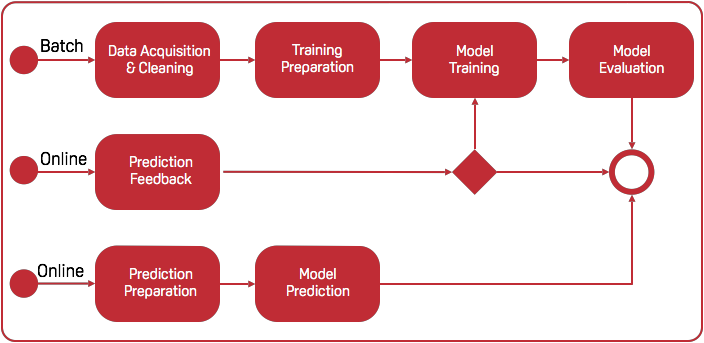 Batch
Data Acquisition
& Cleaning
Training
Preparation
Model
Training
Model
Evaluation
Online
Prediction
Feedback
Online
Prediction
Preparation
Model
Prediction